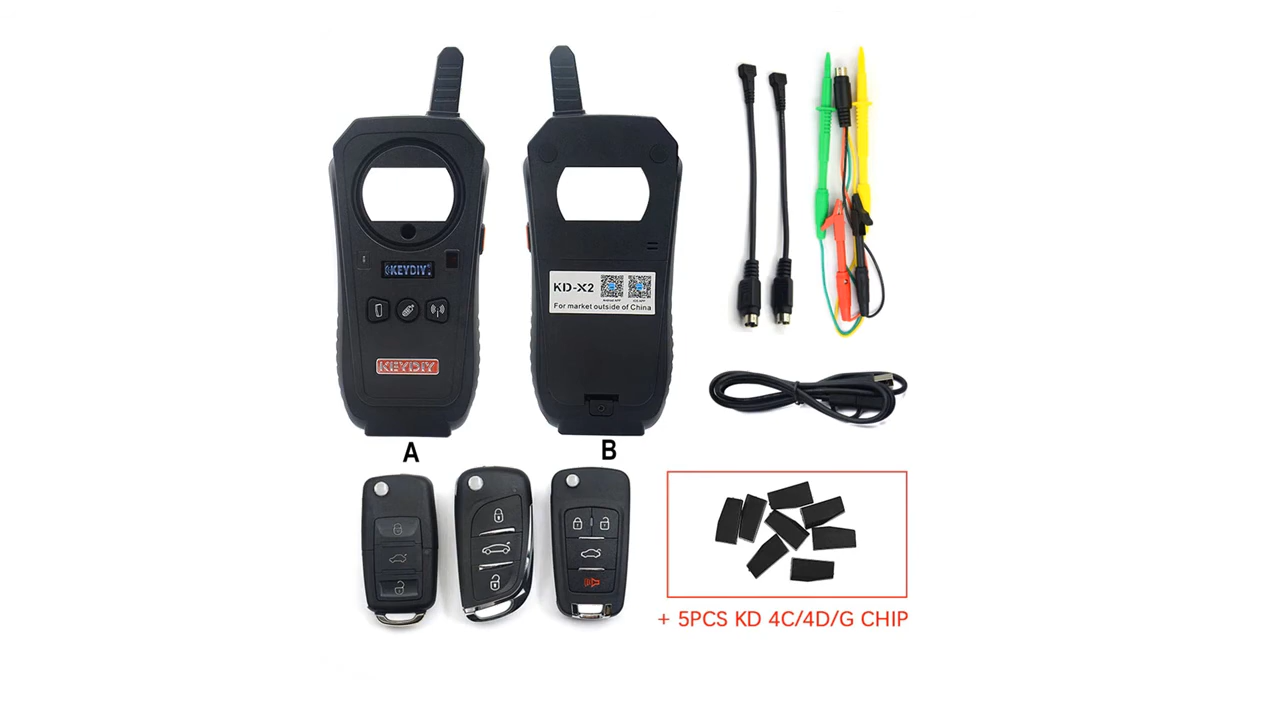 KEYDIY
KEYDIY
KD-X2
For market outside of China
A
B
+ 5PCS KD 4C/4D/G CHIP